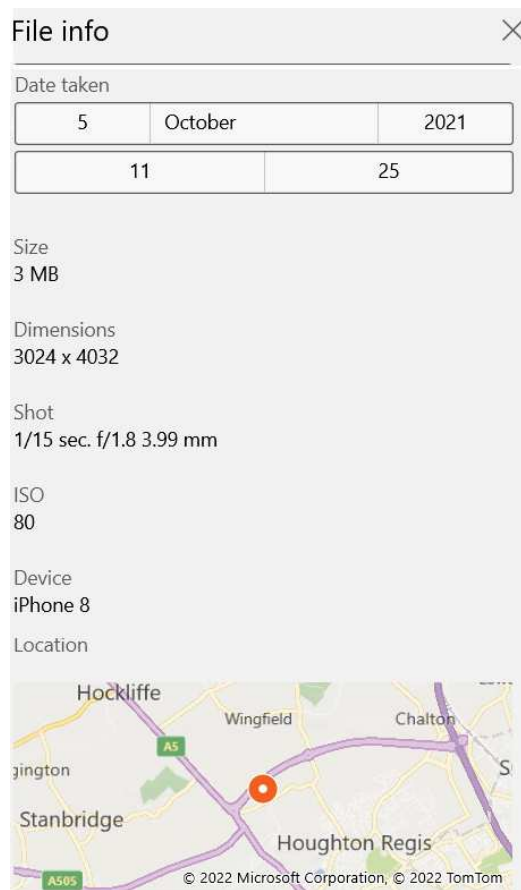 File info
Date taken
5 October 2021
11 25
Size
3 MB
Dimensions
3024 x 4032
Shot
1/15 sec. f/1.8 3.99 mm
ISO
80
Device
iPhone 8
Location
Hockliffe
Wingfield Chalton
A5
gington
S
Stanbridge
Houghton Regis
A505 © 2022 Microsoft Corporation, © 2022 TomTom